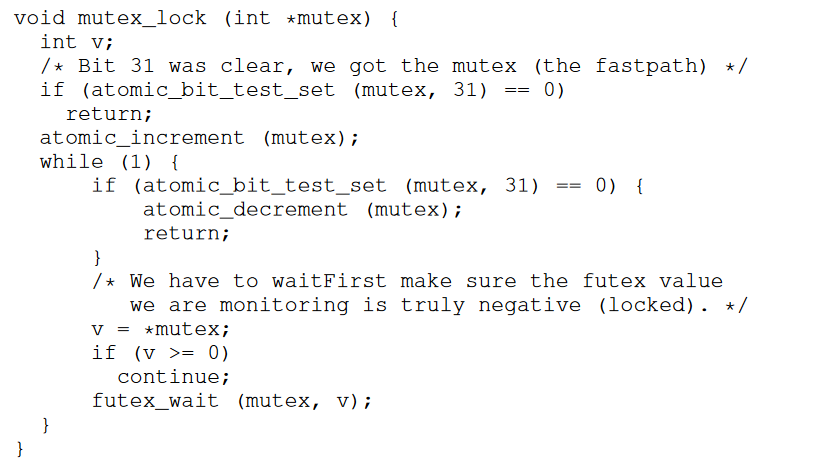 void mutex_lock (int *mutex) {
  int v;
  /* Bit 31 was clear, we got the mutex (the fastpath) */
  if (atomic_bit_test_set (mutex, 31) == 0)
    return;
  atomic_increment (mutex);
  while (1) {
      if (atomic_bit_test_set (mutex, 31) == 0) {
          atomic_decrement (mutex);
          return;
      }
      /* We have to waitFirst make sure the futex value
         we are monitoring is truly negative (locked). */
      v = *mutex;
      if (v >= 0)
        continue;
      futex_wait (mutex, v);
  }
}